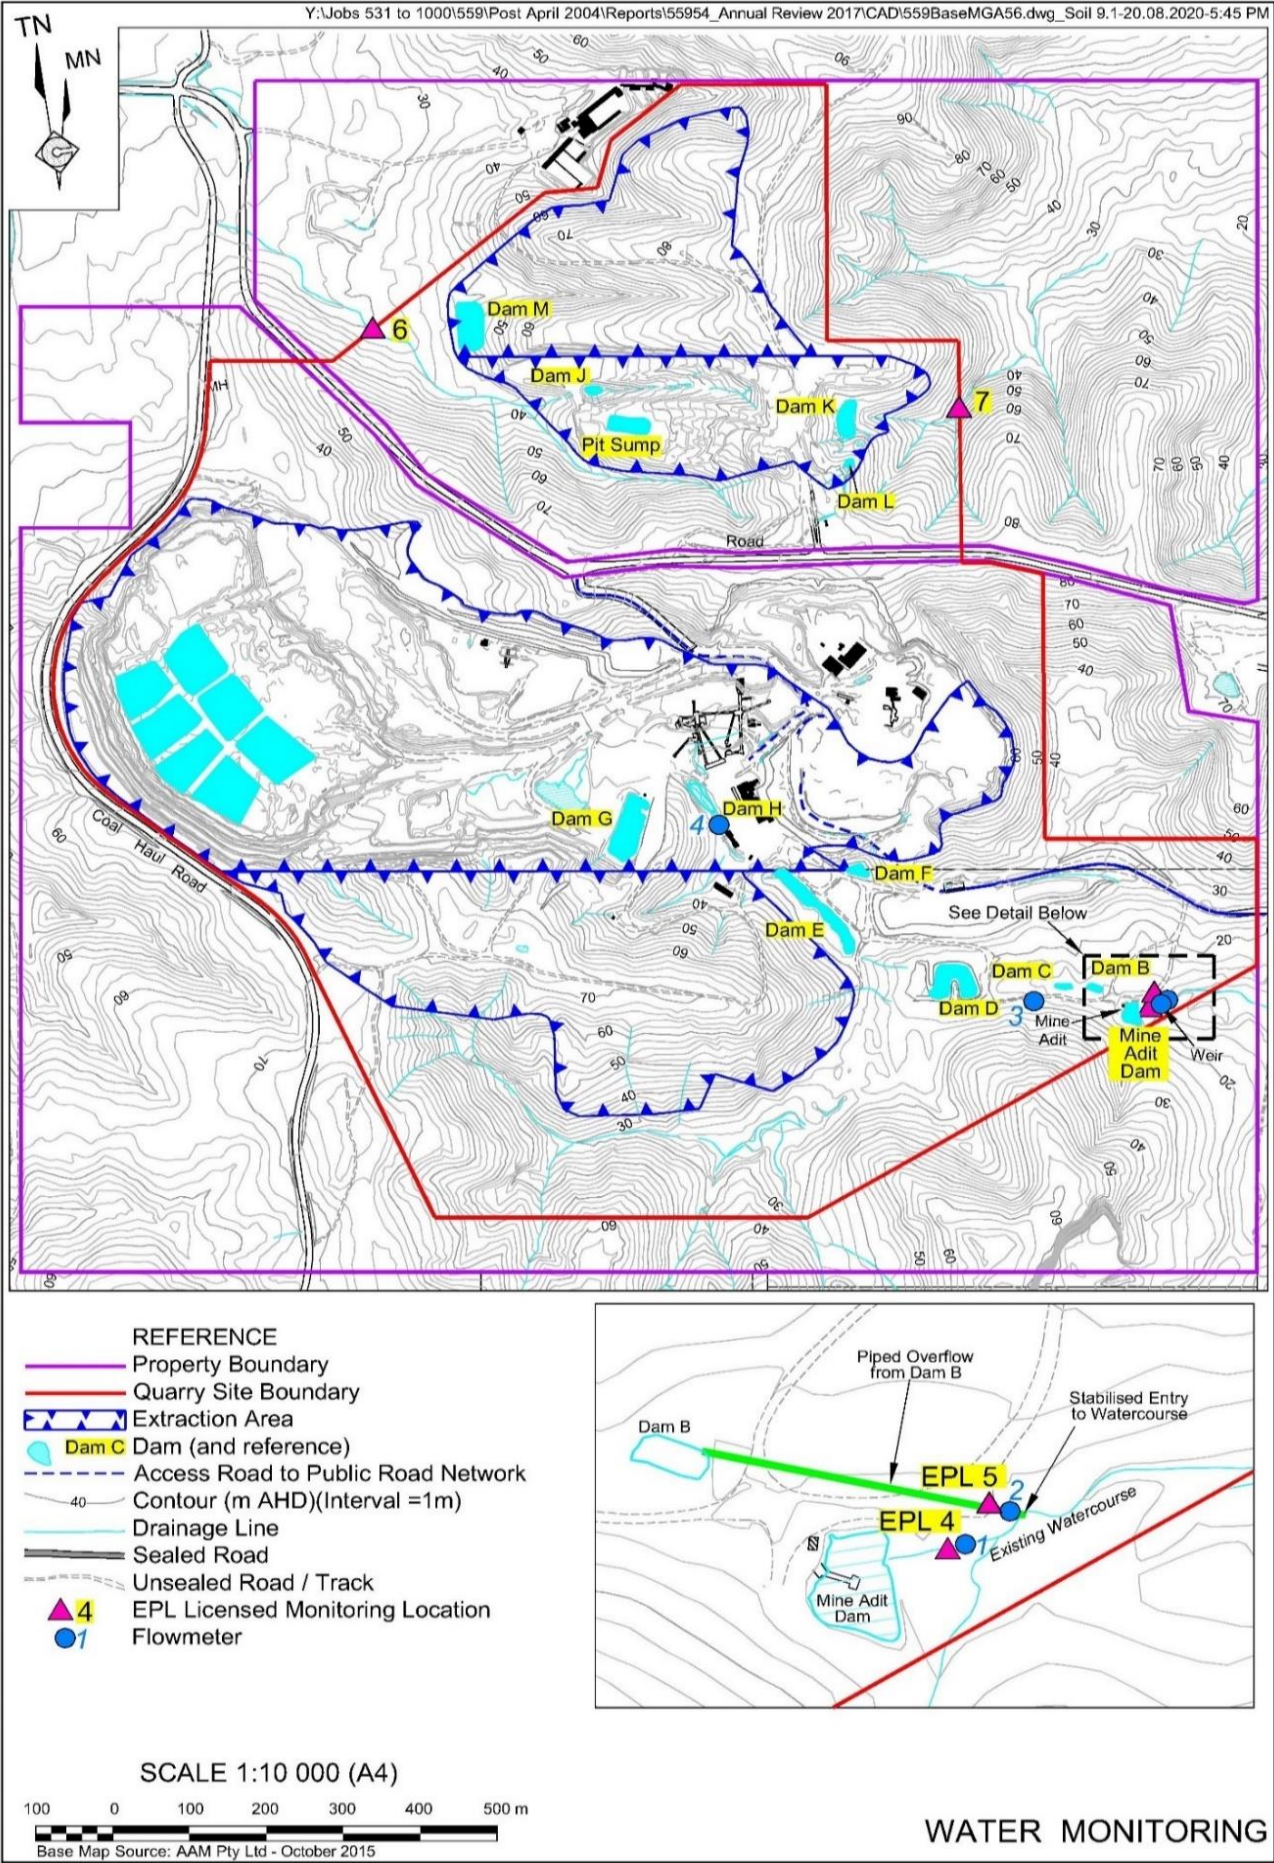 Y:\Jobs 531 to 1000\559\Post April 2004\Reports\55954_Annual Review 2017\CAD\559BaseMGA56.dwg_Soil 9.1-20.08.2020-5:45 PM
TN
MN
6
Dam M
Dam J
Dam K
7
Pit Sump
Dam L
Road
Coal Haul Road
Dam G
4
Dam H
Dam F
See Detail Below
Dam E
Dam C
Dam B
Dam D
3
Mine
Adit
Mine
Adit
Dam
Weir
REFERENCE
Property Boundary
Quarry Site Boundary
Extraction Area
Dam C Dam (and reference)
Access Road to Public Road Network
40 Contour (m AHD)(Interval =1m)
Drainage Line
Sealed Road
Unsealed Road / Track
4 EPL Licensed Monitoring Location
1 Flowmeter
Piped Overflow
from Dam B
Stabilised Entry
to Watercourse
Dam B
EPL 5
2
EPL 4
1
Existing Watercourse
Mine Adit
Dam
SCALE 1:10 000 (A4)
100 0 100 200 300 400 500 m
Base Map Source: AAM Pty Ltd - October 2015
WATER MONITORING